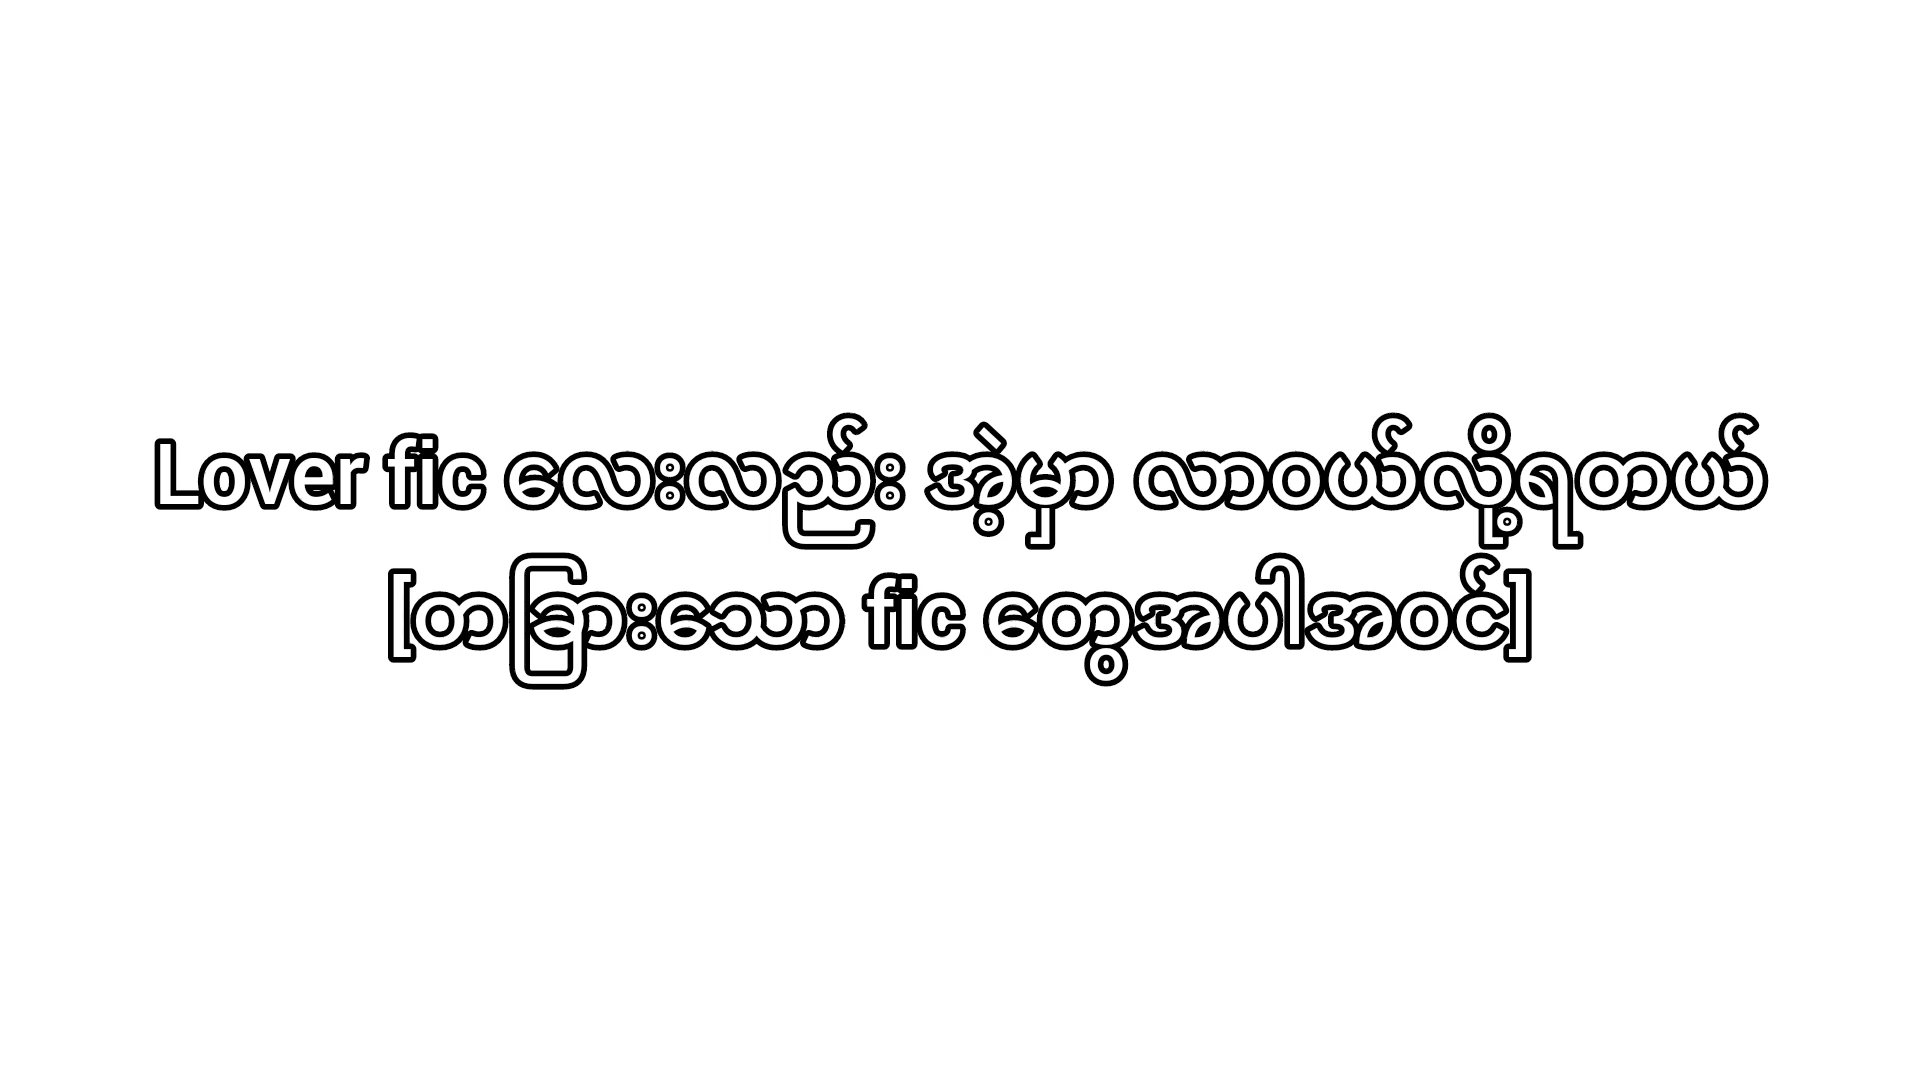 Lover fic လေးလည်း အဲ့မှာ လာဝယ်လို့ရတယ်
[တခြားသော fic တွေအပါအဝင်]